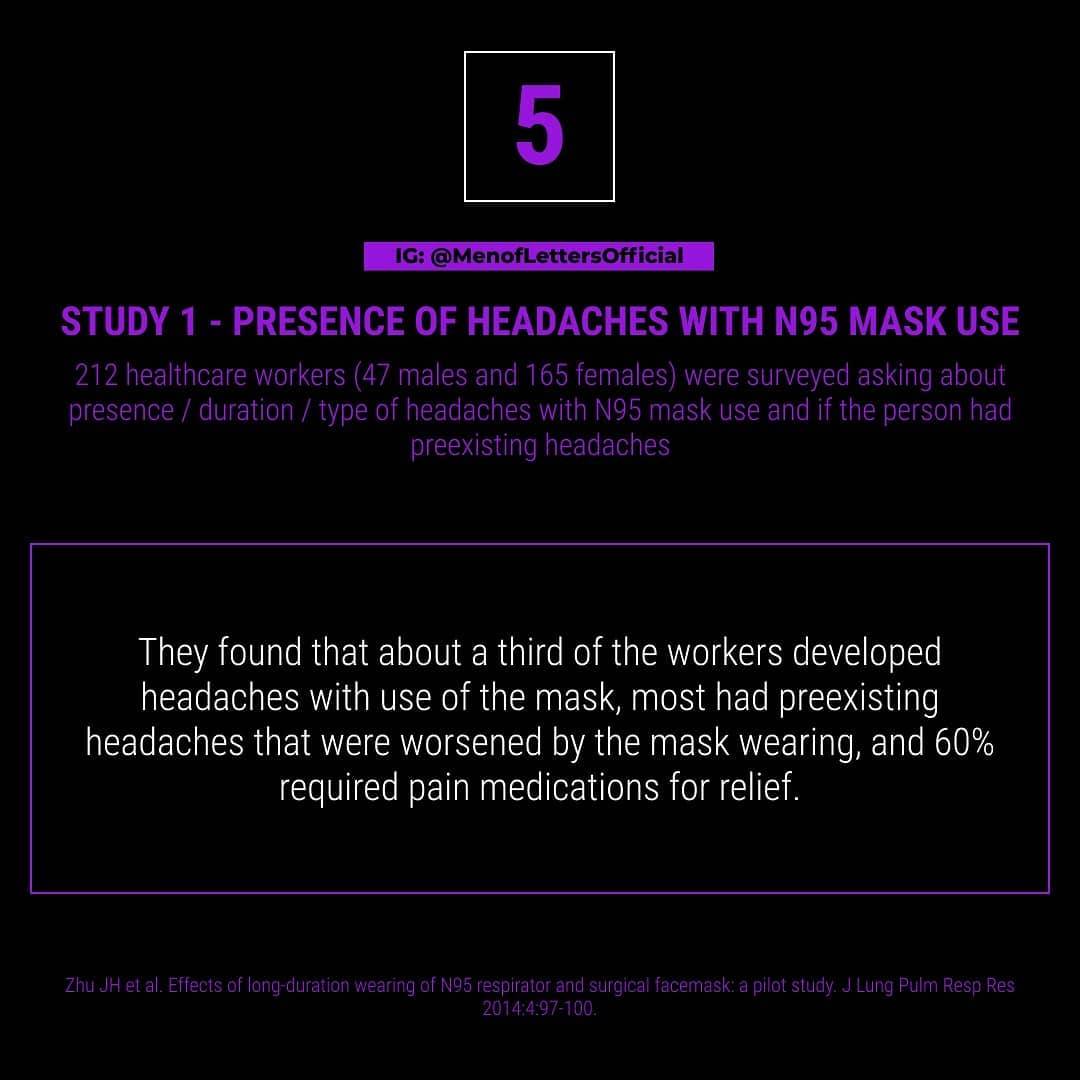 5
IG: @MenofLettersOfficial
STUDY 1 - PRESENCE OF HEADACHES WITH N95 MASK USE
212 healthcare workers (47 males and 165 females) were surveyed asking about
presence / duration / type of headaches with N95 mask use and if the person had
preexisting headaches
They found that about a third of the workers developed
headaches with use of the mask, most had preexisting
headaches that were worsened by the mask wearing, and 60%
required pain medications for relief.
Zhu JH et al. Effects of long-duration wearing of N95 respirator and surgical facemask: a pilot study. J Lung Pulm Resp Res
2014:4:97-100.